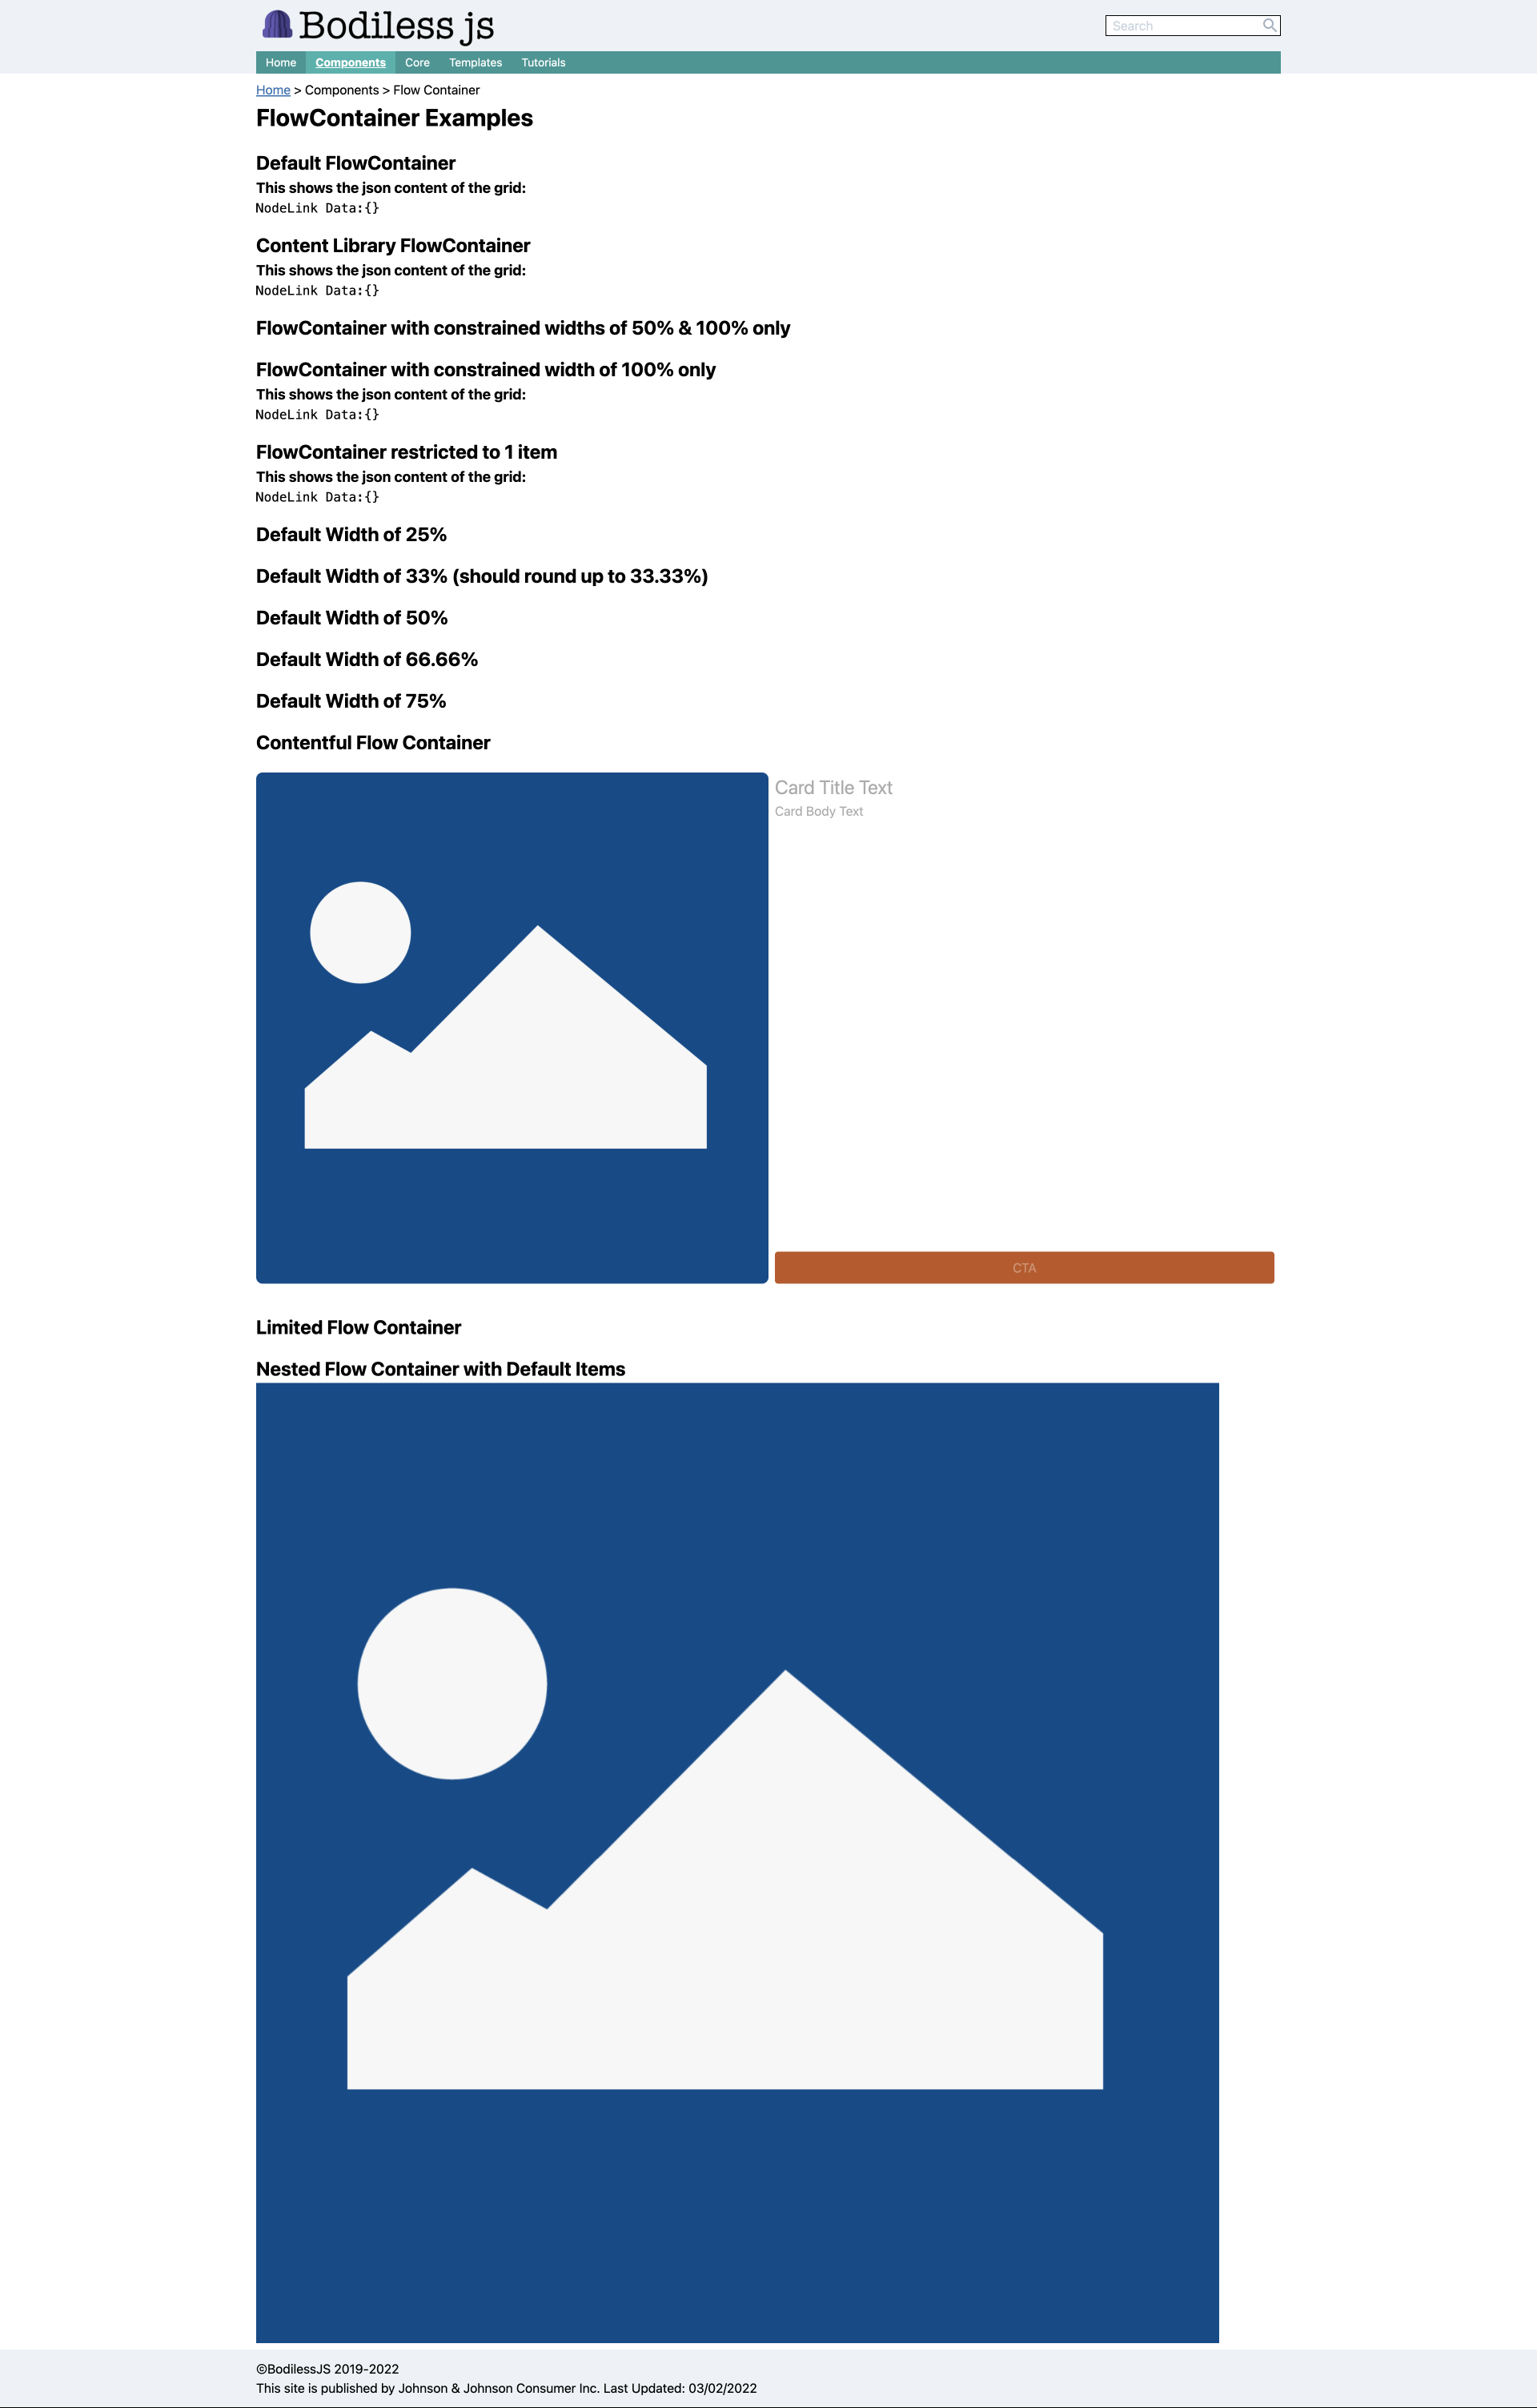 Bodiless js
Search
Home Components Core Templates Tutorials
Home > Components > Flow Container
FlowContainer Examples
Default FlowContainer
This shows the json content of the grid:
NodeLink Data:{}
Content Library FlowContainer
This shows the json content of the grid:
NodeLink Data:{}
FlowContainer with constrained widths of 50% & 100% only
FlowContainer with constrained width of 100% only
This shows the json content of the grid:
NodeLink Data:{}
FlowContainer restricted to 1 item
This shows the json content of the grid:
NodeLink Data:{}
Default Width of 25%
Default Width of 33% (should round up to 33.33%)
Default Width of 50%
Default Width of 66.66%
Default Width of 75%
Contentful Flow Container
Card Title Text
Card Body Text
CTA
Limited Flow Container
Nested Flow Container with Default Items
©BodilessJS 2019-2022
This site is published by Johnson & Johnson Consumer Inc. Last Updated: 03/02/2022